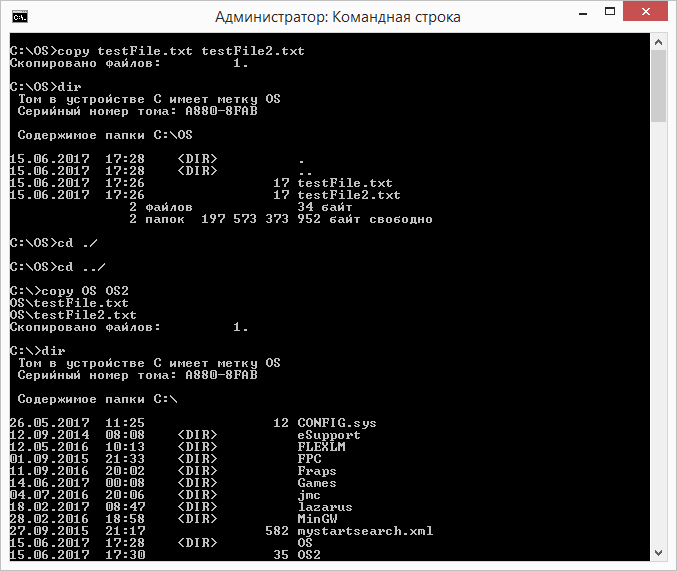 Администратор: Командная строка
C:\OS>copy testFile.txt testFile2.txt
Скопировано файлов:         1.
C:\OS>dir
 Том в устройстве C имеет метку OS
 Серийный номер тома: A880-8FAB
 Содержимое папки C:\OS
15.06.2017  17:28    <DIR>          .
15.06.2017  17:28    <DIR>          ..
15.06.2017  17:26                17 testFile.txt
15.06.2017  17:26                17 testFile2.txt
               2 файлов             34 байт
               2 папок  197 573 373 952 байт свободно
C:\OS>cd ./
C:\OS>cd ../
C:\>copy OS OS2
OS\testFile.txt
OS\testFile2.txt
Скопировано файлов:         1.
C:\>dir
 Том в устройстве C имеет метку OS
 Серийный номер тома: A880-8FAB
 Содержимое папки C:\
26.05.2017  11:25                12 CONFIG.sys
12.09.2014  08:08    <DIR>          eSupport
12.05.2016  10:13    <DIR>          FLEXLM
01.09.2015  21:33    <DIR>          FPC
11.09.2016  20:02    <DIR>          Fraps
14.06.2017  00:08    <DIR>          Games
04.07.2016  20:06    <DIR>          jmc
18.02.2017  08:47    <DIR>          lazarus
28.02.2016  18:58    <DIR>          MinGW
27.09.2015  21:17               582 mystartsearch.xml
15.06.2017  17:28    <DIR>          OS
15.06.2017  17:30                35 OS2